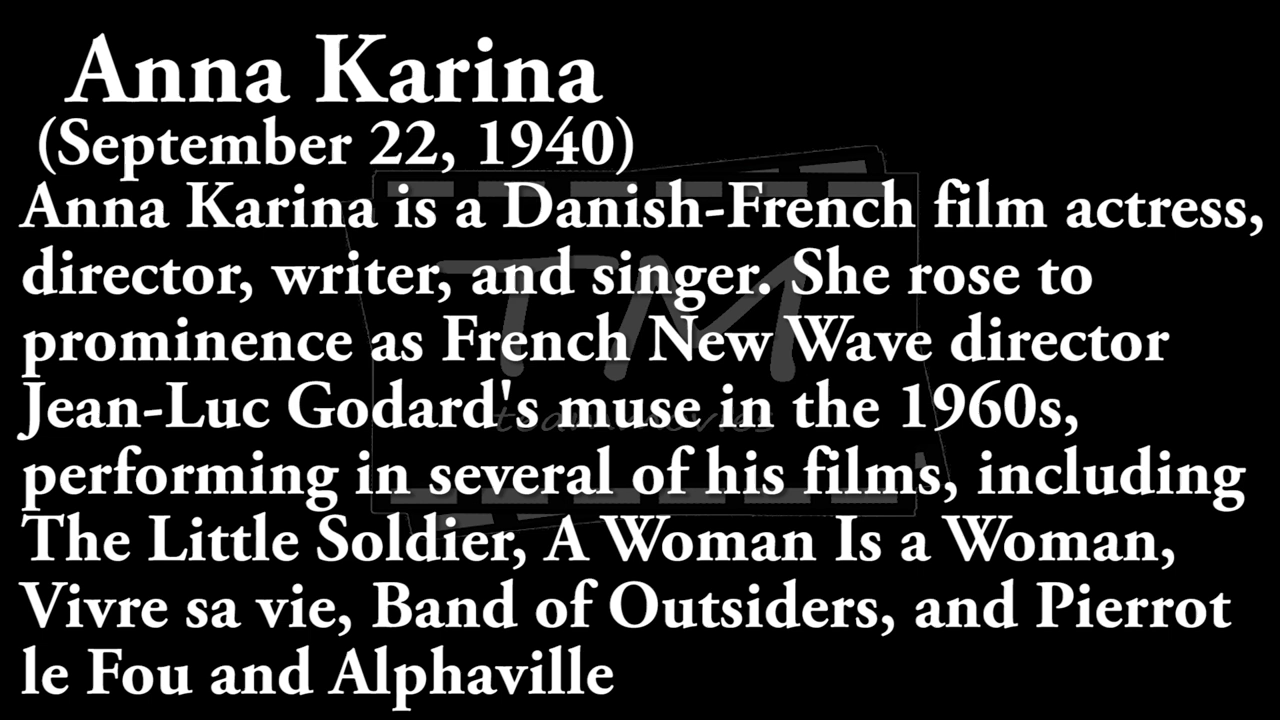 Anna Karina
(September 22, 1940)
Anna Karina is a Danish-French film actress,
director, writer, and singer. She rose to
prominence as French New Wave director
Jean-Luc Godard's muse in the 1960s,
performing in several of his films, including
The Little Soldier, A Woman Is a Woman,
Vivre sa vie, Band of Outsiders, and Pierrot
le Fou and Alphaville
TM